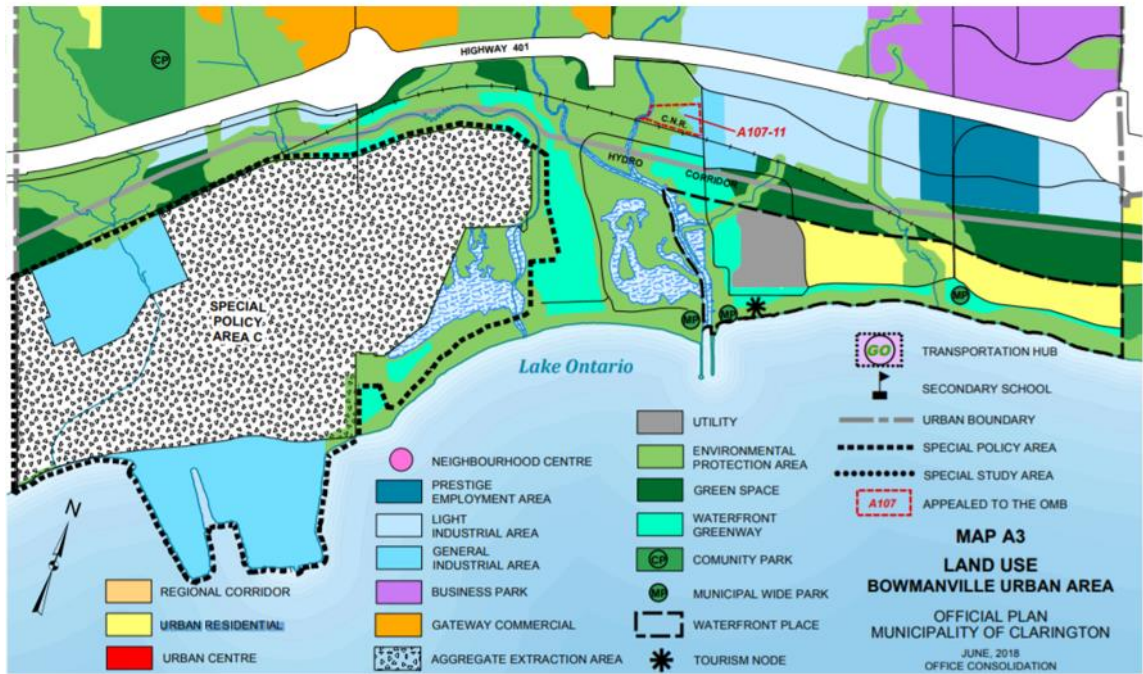 HIGHWAY 401
CP
C.N.R.
A107-11
HYDRO
CORRIDOR
SPECIAL
POLICY
AREA C
MP
MP
MP
Lake Ontario
N
REGIONAL CORRIDOR
URBAN RESIDENTIAL
URBAN CENTRE
NEIGHBOURHOOD CENTRE
PRESTIGE
EMPLOYMENT AREA
LIGHT
INDUSTRIAL AREA
GENERAL
INDUSTRIAL AREA
BUSINESS PARK
GATEWAY COMMERCIAL
AGGREGATE EXTRACTION AREA
UTILITY
ENVIRONMENTAL
PROTECTION AREA
GREEN SPACE
WATERFRONT
GREENWAY
CP COMUNITY PARK
MP MUNICIPAL WIDE PARK
WATERFRONT PLACE
TOURISM NODE
GO TRANSPORTATION HUB
SECONDARY SCHOOL
URBAN BOUNDARY
SPECIAL POLICY AREA
SPECIAL STUDY AREA
A107 APPEALED TO THE OMB
MAP A3
LAND USE
BOWMANVILLE URBAN AREA
OFFICIAL PLAN
MUNICIPALITY OF CLARINGTON
JUNE, 2018
OFFICE CONSOLIDATION